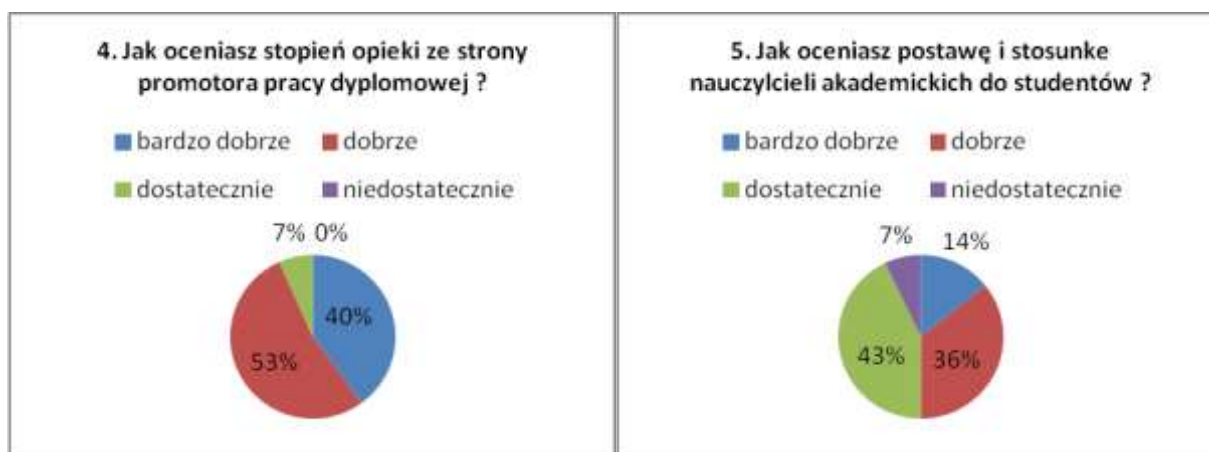 4. Jak oceniasz stopień opieki ze strony
promotora pracy dyplomowej ?
bardzo dobrze dobrze
dostatecznie niedostatecznie
7% 0%
40%
53%
5. Jak oceniasz postawę i stosunke
nauczylcieli akademickich do studentów ?
bardzo dobrze dobrze
dostatecznie niedostatecznie
7% 14%
43% 36%